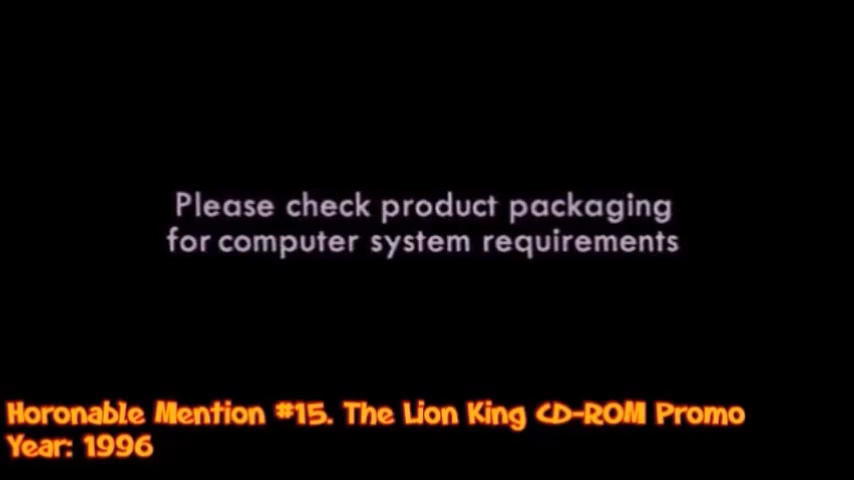 Please check product packaging
for computer system requirements
Horonable Mention #15. The Lion King CD-ROM Promo
Year: 1996